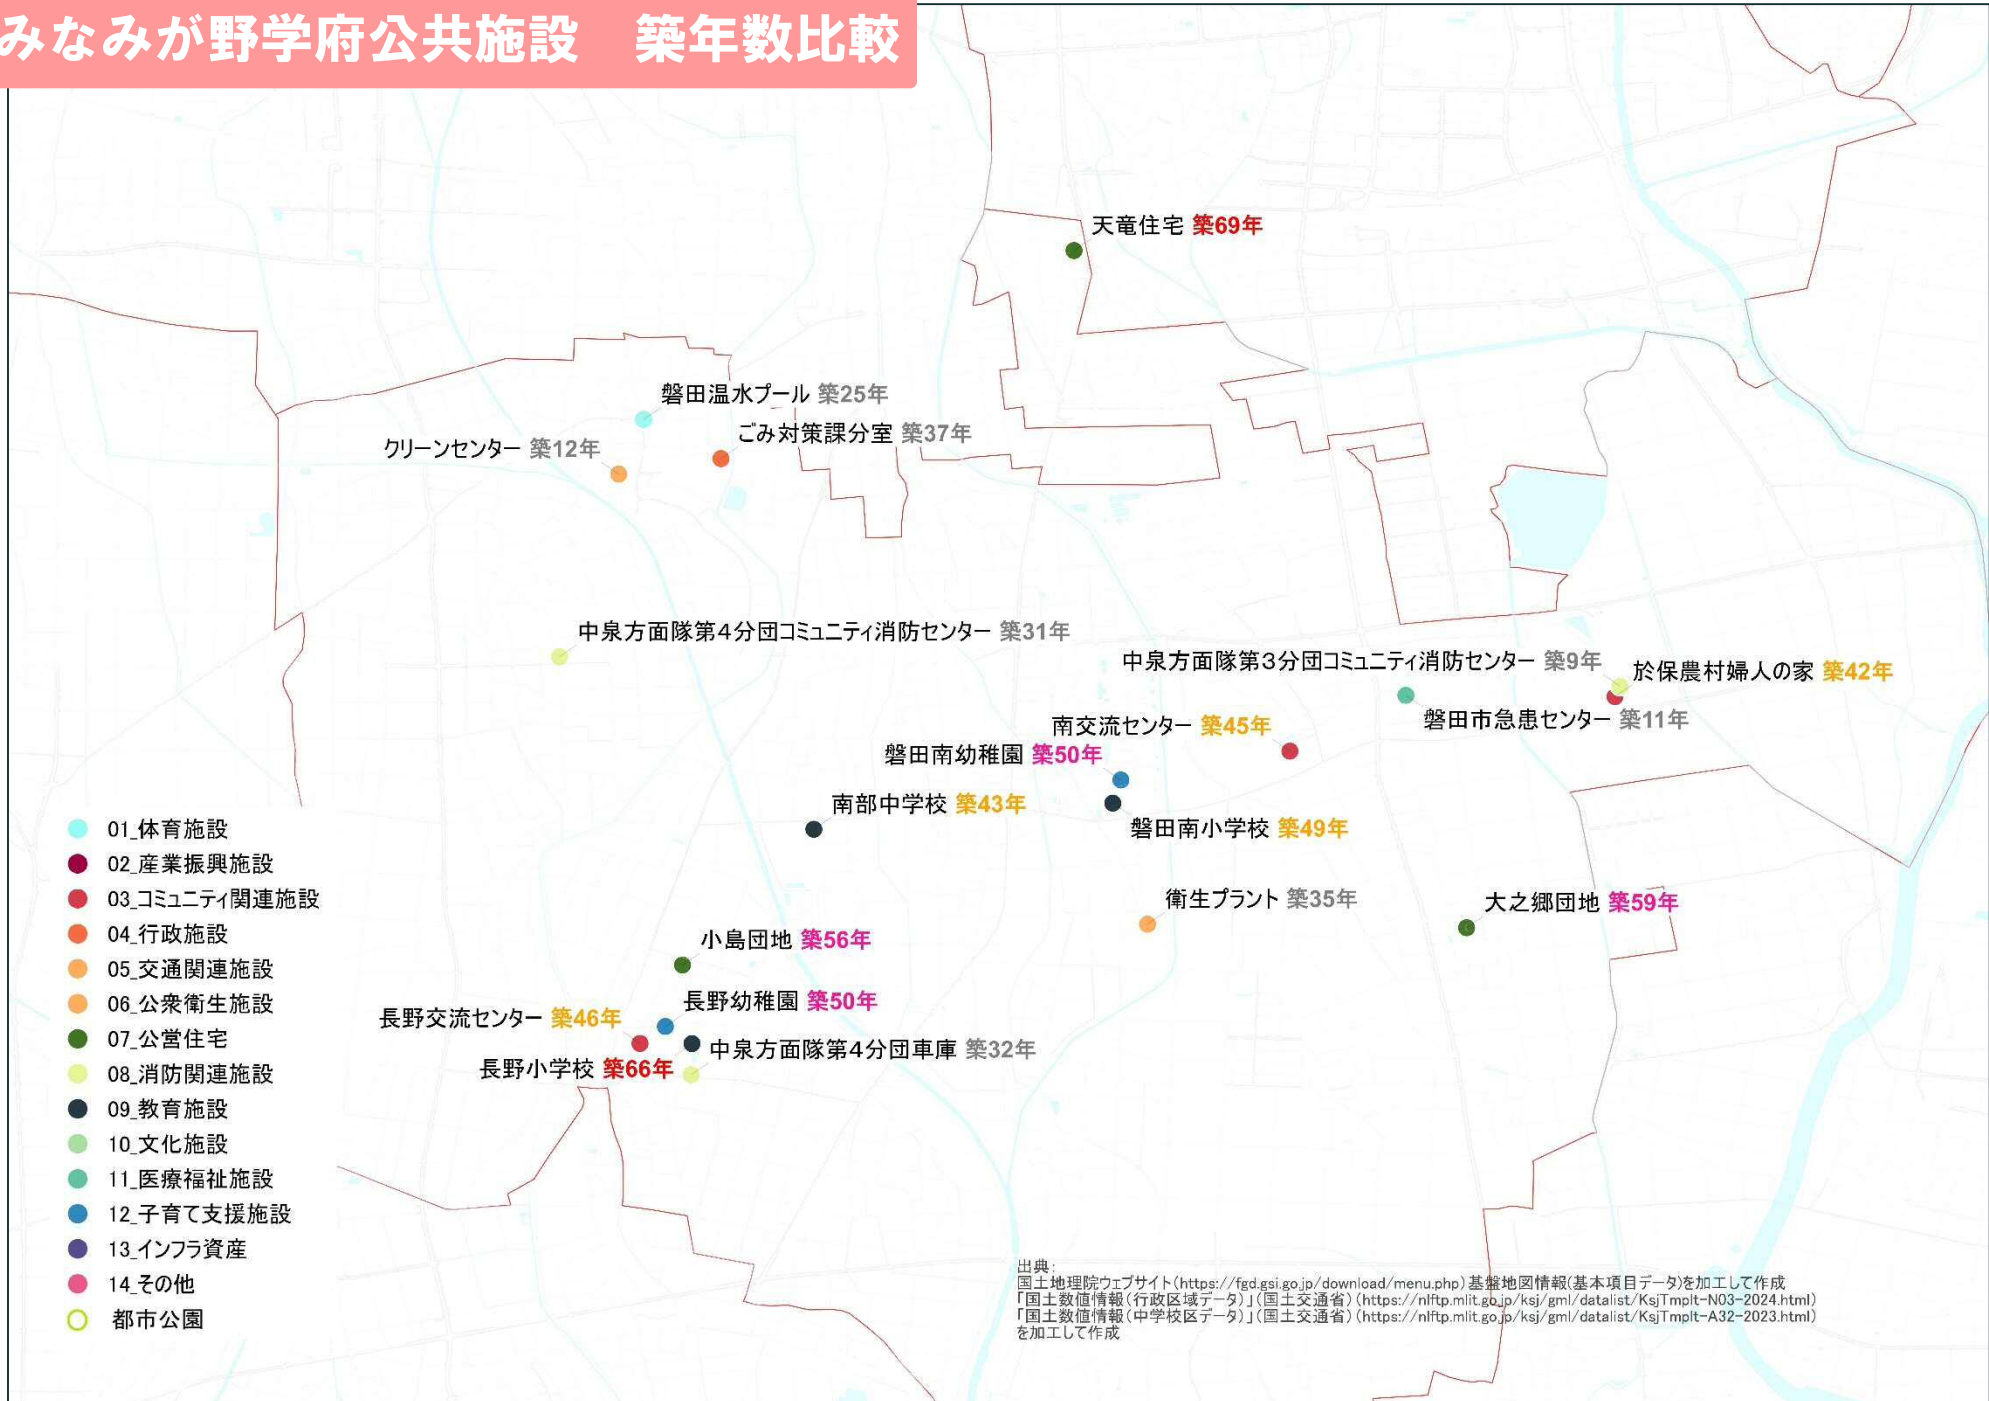 みなみが野学府公共施設　築年数比較
天竜住宅 築69年
磐田温水プール 築25年
ごみ対策課分室 築37年
クリーンセンター 築12年
中泉方面隊第4分団コミュニティ消防センター 築31年
中泉方面隊第3分団コミュニティ消防センター 築9年
於保農村婦人の家 築42年
磐田市急患センター 築11年
南交流センター 築45年
磐田南幼稚園 築50年
南部中学校 築43年
磐田南小学校 築49年
衛生プラント 築35年
大之郷団地 築59年
小島団地 築56年
長野幼稚園 築50年
長野交流センター 築46年
中泉方面隊第4分団車庫 築32年
長野小学校 築66年
01_体育施設
02_産業振興施設
03_コミュニティ関連施設
04_行政施設
05_交通関連施設
06_公衆衛生施設
07_公営住宅
08_消防関連施設
09_教育施設
10_文化施設
11_医療福祉施設
12_子育て支援施設
13_インフラ資産
14_その他
都市公園
出典：
国土地理院ウェブサイト(https://fgd.gsi.go.jp/download/menu.php)基盤地図情報(基本項目データ)を加工して作成
「国土数値情報(行政区域データ)」(国土交通省)(https://nlftp.mlit.go.jp/ksj/gml/datalist/KsjTmplt-N03-2024.html)
「国土数値情報(中学校区データ)」(国土交通省)(https://nlftp.mlit.go.jp/ksj/gml/datalist/KsjTmplt-A32-2023.html)
を加工して作成